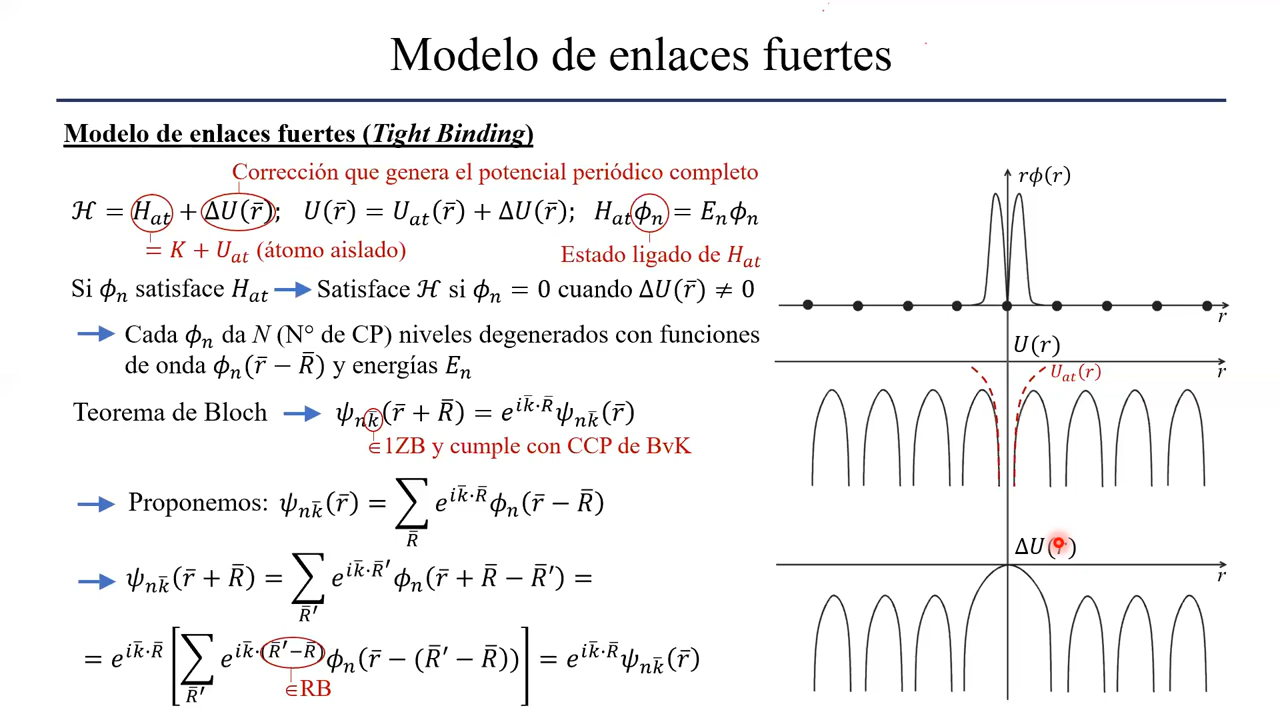 Modelo de enlaces fuertes
Modelo de enlaces fuertes (Tight Binding)
Corrección que genera el potencial periódico completo
ℋ = H_at + ΔU(r̄);   U(r̄) = U_at(r̄) + ΔU(r̄);   H_at ϕ_n = E_n ϕ_n
= K + U_at (átomo aislado)
Estado ligado de H_at
Si ϕ_n satisface H_at → Satisface ℋ si ϕ_n = 0 cuando ΔU(r̄) ≠ 0
→ Cada ϕ_n da N (N° de CP) niveles degenerados con funciones
de onda ϕ_n(r̄ − R̄) y energías E_n
Teorema de Bloch → ψ_nk̄(r̄ + R̄) = e^{ik̄·R̄} ψ_nk̄(r̄)
∈1ZB y cumple con CCP de BvK
→ Proponemos: ψ_nk̄(r̄) = ∑_R̄ e^{ik̄·R̄} ϕ_n(r̄ − R̄)
→ ψ_nk̄(r̄ + R̄) = ∑_R̄′ e^{ik̄·R̄′} ϕ_n(r̄ + R̄ − R̄′) =
= e^{ik̄·R̄} [∑_R̄′ e^{ik̄·(R̄′−R̄)} ϕ_n(r̄ − (R̄′ − R̄))] = e^{ik̄·R̄} ψ_nk̄(r̄)
∈RB
rϕ(r)
r
U(r)
r
U_at(r)
ΔU(r)
r